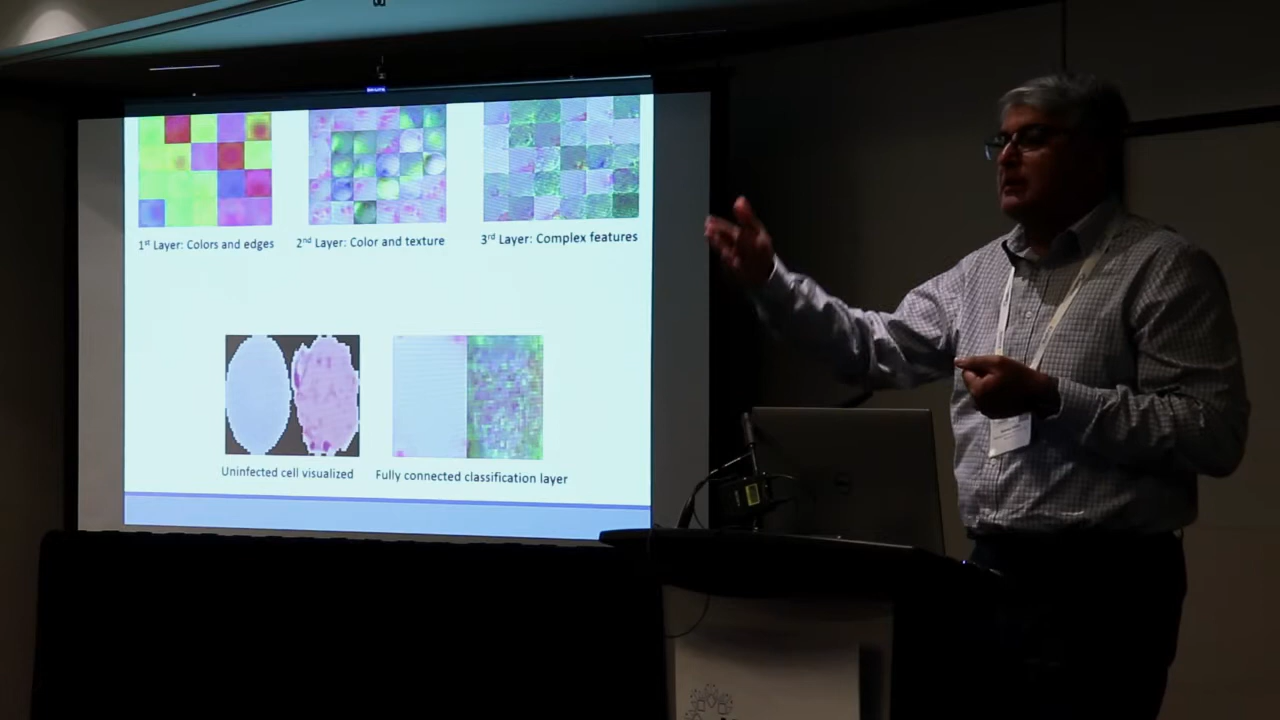 1st Layer: Colors and edges
2nd Layer: Color and texture
3rd Layer: Complex features
Uninfected cell visualized
Fully connected classification layer